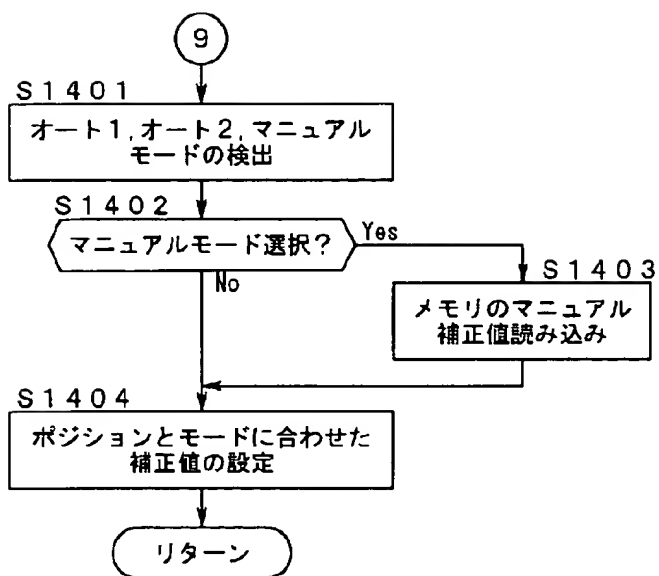 9
S1401
オート1,オート2,マニュアル
モードの検出
S1402
マニュアルモード選択?
Yes
No
S1403
メモリのマニュアル
補正値読み込み
S1404
ポジションとモードに合わせた
補正値の設定
リターン